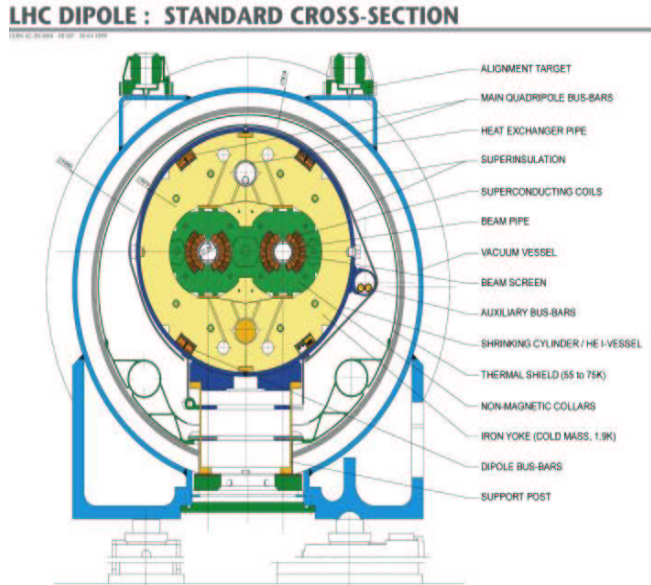 LHC DIPOLE : STANDARD CROSS-SECTION
ALIGNMENT TARGET
MAIN QUADRIPOLE BUS-BARS
HEAT EXCHANGER PIPE
SUPERINSULATION
SUPERCONDUCTING COILS
BEAM PIPE
VACUUM VESSEL
BEAM SCREEN
AUXILIARY BUS-BARS
SHRINKING CYLINDER / HE I-VESSEL
THERMAL SHIELD (55 to 75K)
NON-MAGNETIC COLLARS
IRON YOKE (COLD MASS, 1.9K)
DIPOLE BUS-BARS
SUPPORT POST